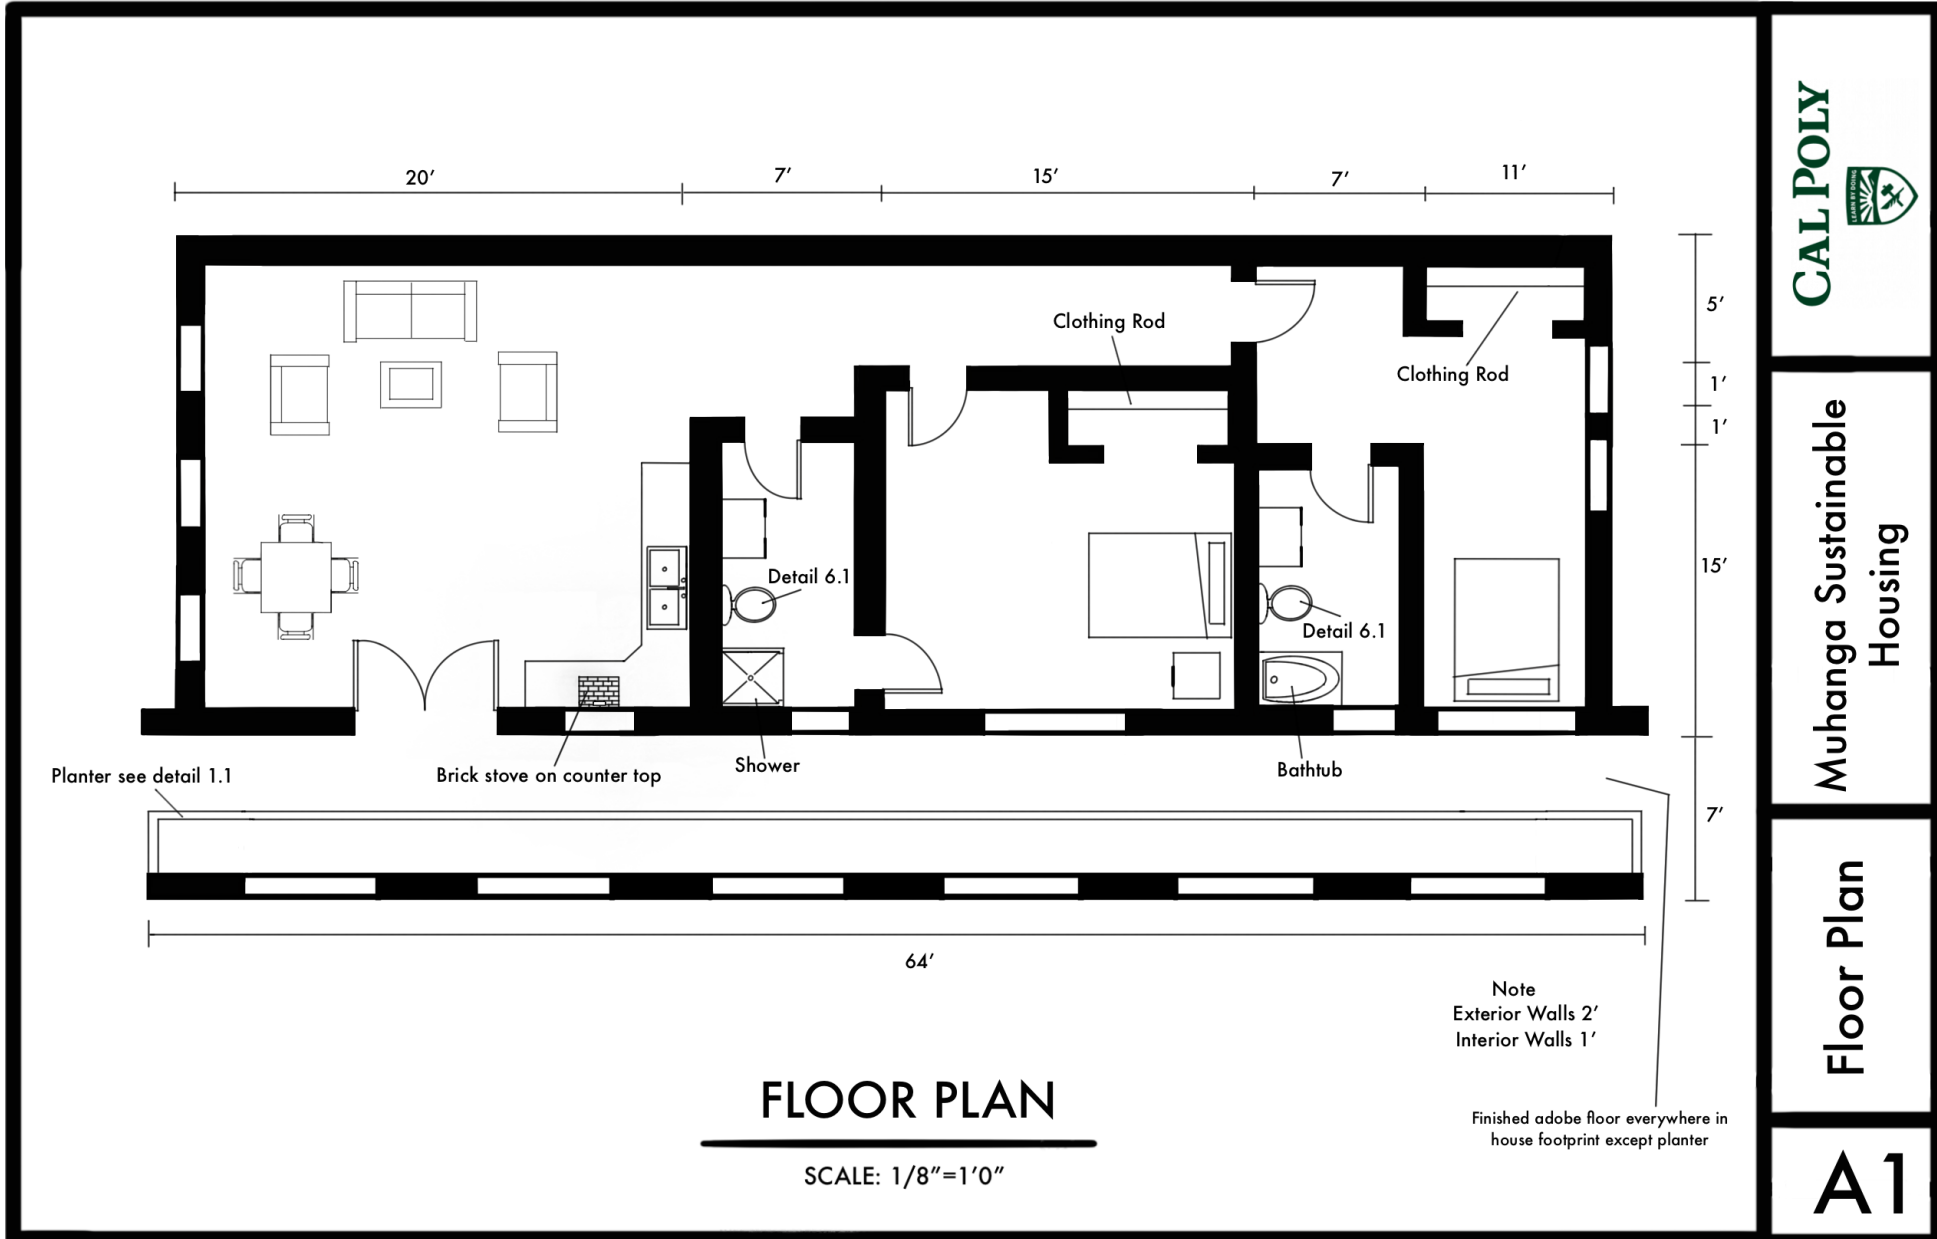 20’
7’
15’
7’
11’
5’
1’
1’
15’
7’
Clothing Rod
Clothing Rod
Detail 6.1
Detail 6.1
Planter see detail 1.1
Brick stove on counter top
Shower
Bathtub
64’
Note
Exterior Walls 2’
Interior Walls 1’
FLOOR PLAN
SCALE: 1/8”=1’0”
Finished adobe floor everywhere in
house footprint except planter
CAL POLY
LEARN BY DOING
Muhanga Sustainable
Housing
Floor Plan
A1